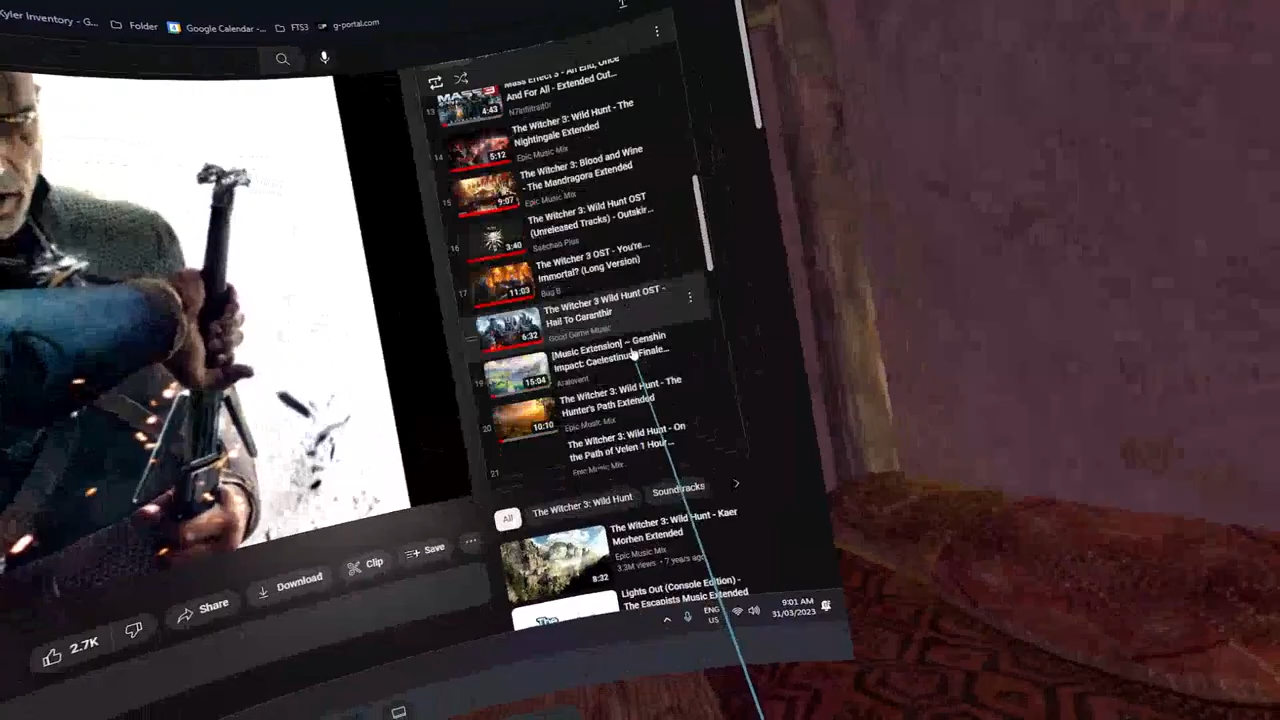 Kyler Inventory - G...
Folder
Google Calendar -...
FTS3
g-portal.com
Mass Effect 3 - An End, Once
And For All - Extended Cut...
N7Infiltrat0r
13
4:43
The Witcher 3: Wild Hunt - The
Nightingale Extended
Epic Music Mix
14
5:12
The Witcher 3: Blood and Wine
- The Mandragora Extended
Epic Music Mix
15
9:07
The Witcher 3: Wild Hunt OST
(Unreleased Tracks) - Outskir...
Saechao Plus
16
3:40
The Witcher 3 OST - You're...
Immortal? (Long Version)
Bug B
17
11:03
The Witcher 3 Wild Hunt OST -
Hail To Caranthir
Good Game Music
6:32
[Music Extension] ~ Genshin
Impact: Caelestinum Finale...
19
15:04
The Witcher 3: Wild Hunt - The
Hunter's Path Extended
Epic Music Mix
20
10:10
The Witcher 3: Wild Hunt - On
the Path of Velen 1 Hour...
Epic Music Mix
21
All
The Witcher 3: Wild Hunt
Soundtracks
The Witcher 3: Wild Hunt - Kaer
Morhen Extended
Epic Music Mix
3.3M views • 7 years ago
8:32
Lights Out (Console Edition) -
The Escapists Music Extended
The
2.7K
Share
Download
Clip
Save
ENG
US
9:01 AM
31/03/2023